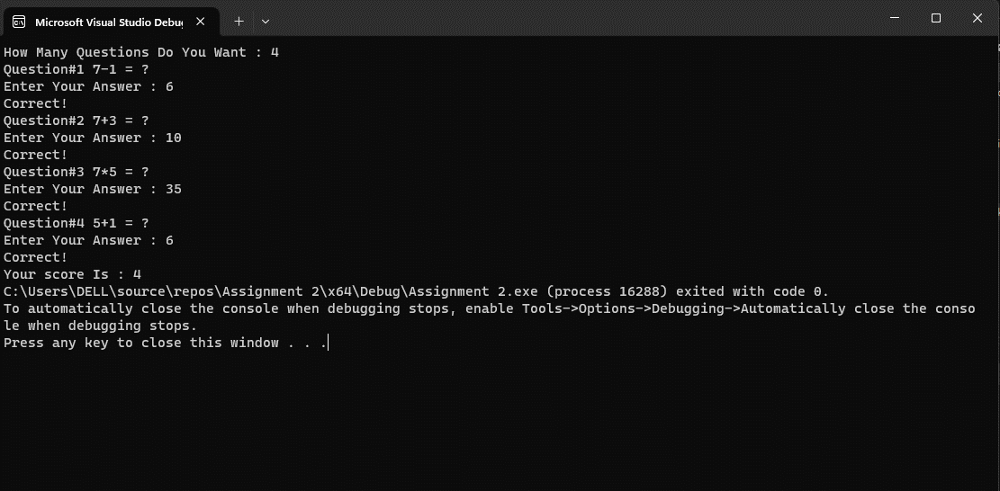 Microsoft Visual Studio Debug
How Many Questions Do You Want : 4
Question#1 7-1 = ?
Enter Your Answer : 6
Correct!
Question#2 7+3 = ?
Enter Your Answer : 10
Correct!
Question#3 7*5 = ?
Enter Your Answer : 35
Correct!
Question#4 5+1 = ?
Enter Your Answer : 6
Correct!
Your score Is : 4
C:\Users\DELL\source\repos\Assignment 2\x64\Debug\Assignment 2.exe (process 16288) exited with code 0.
To automatically close the console when debugging stops, enable Tools->Options->Debugging->Automatically close the conso
le when debugging stops.
Press any key to close this window . . .